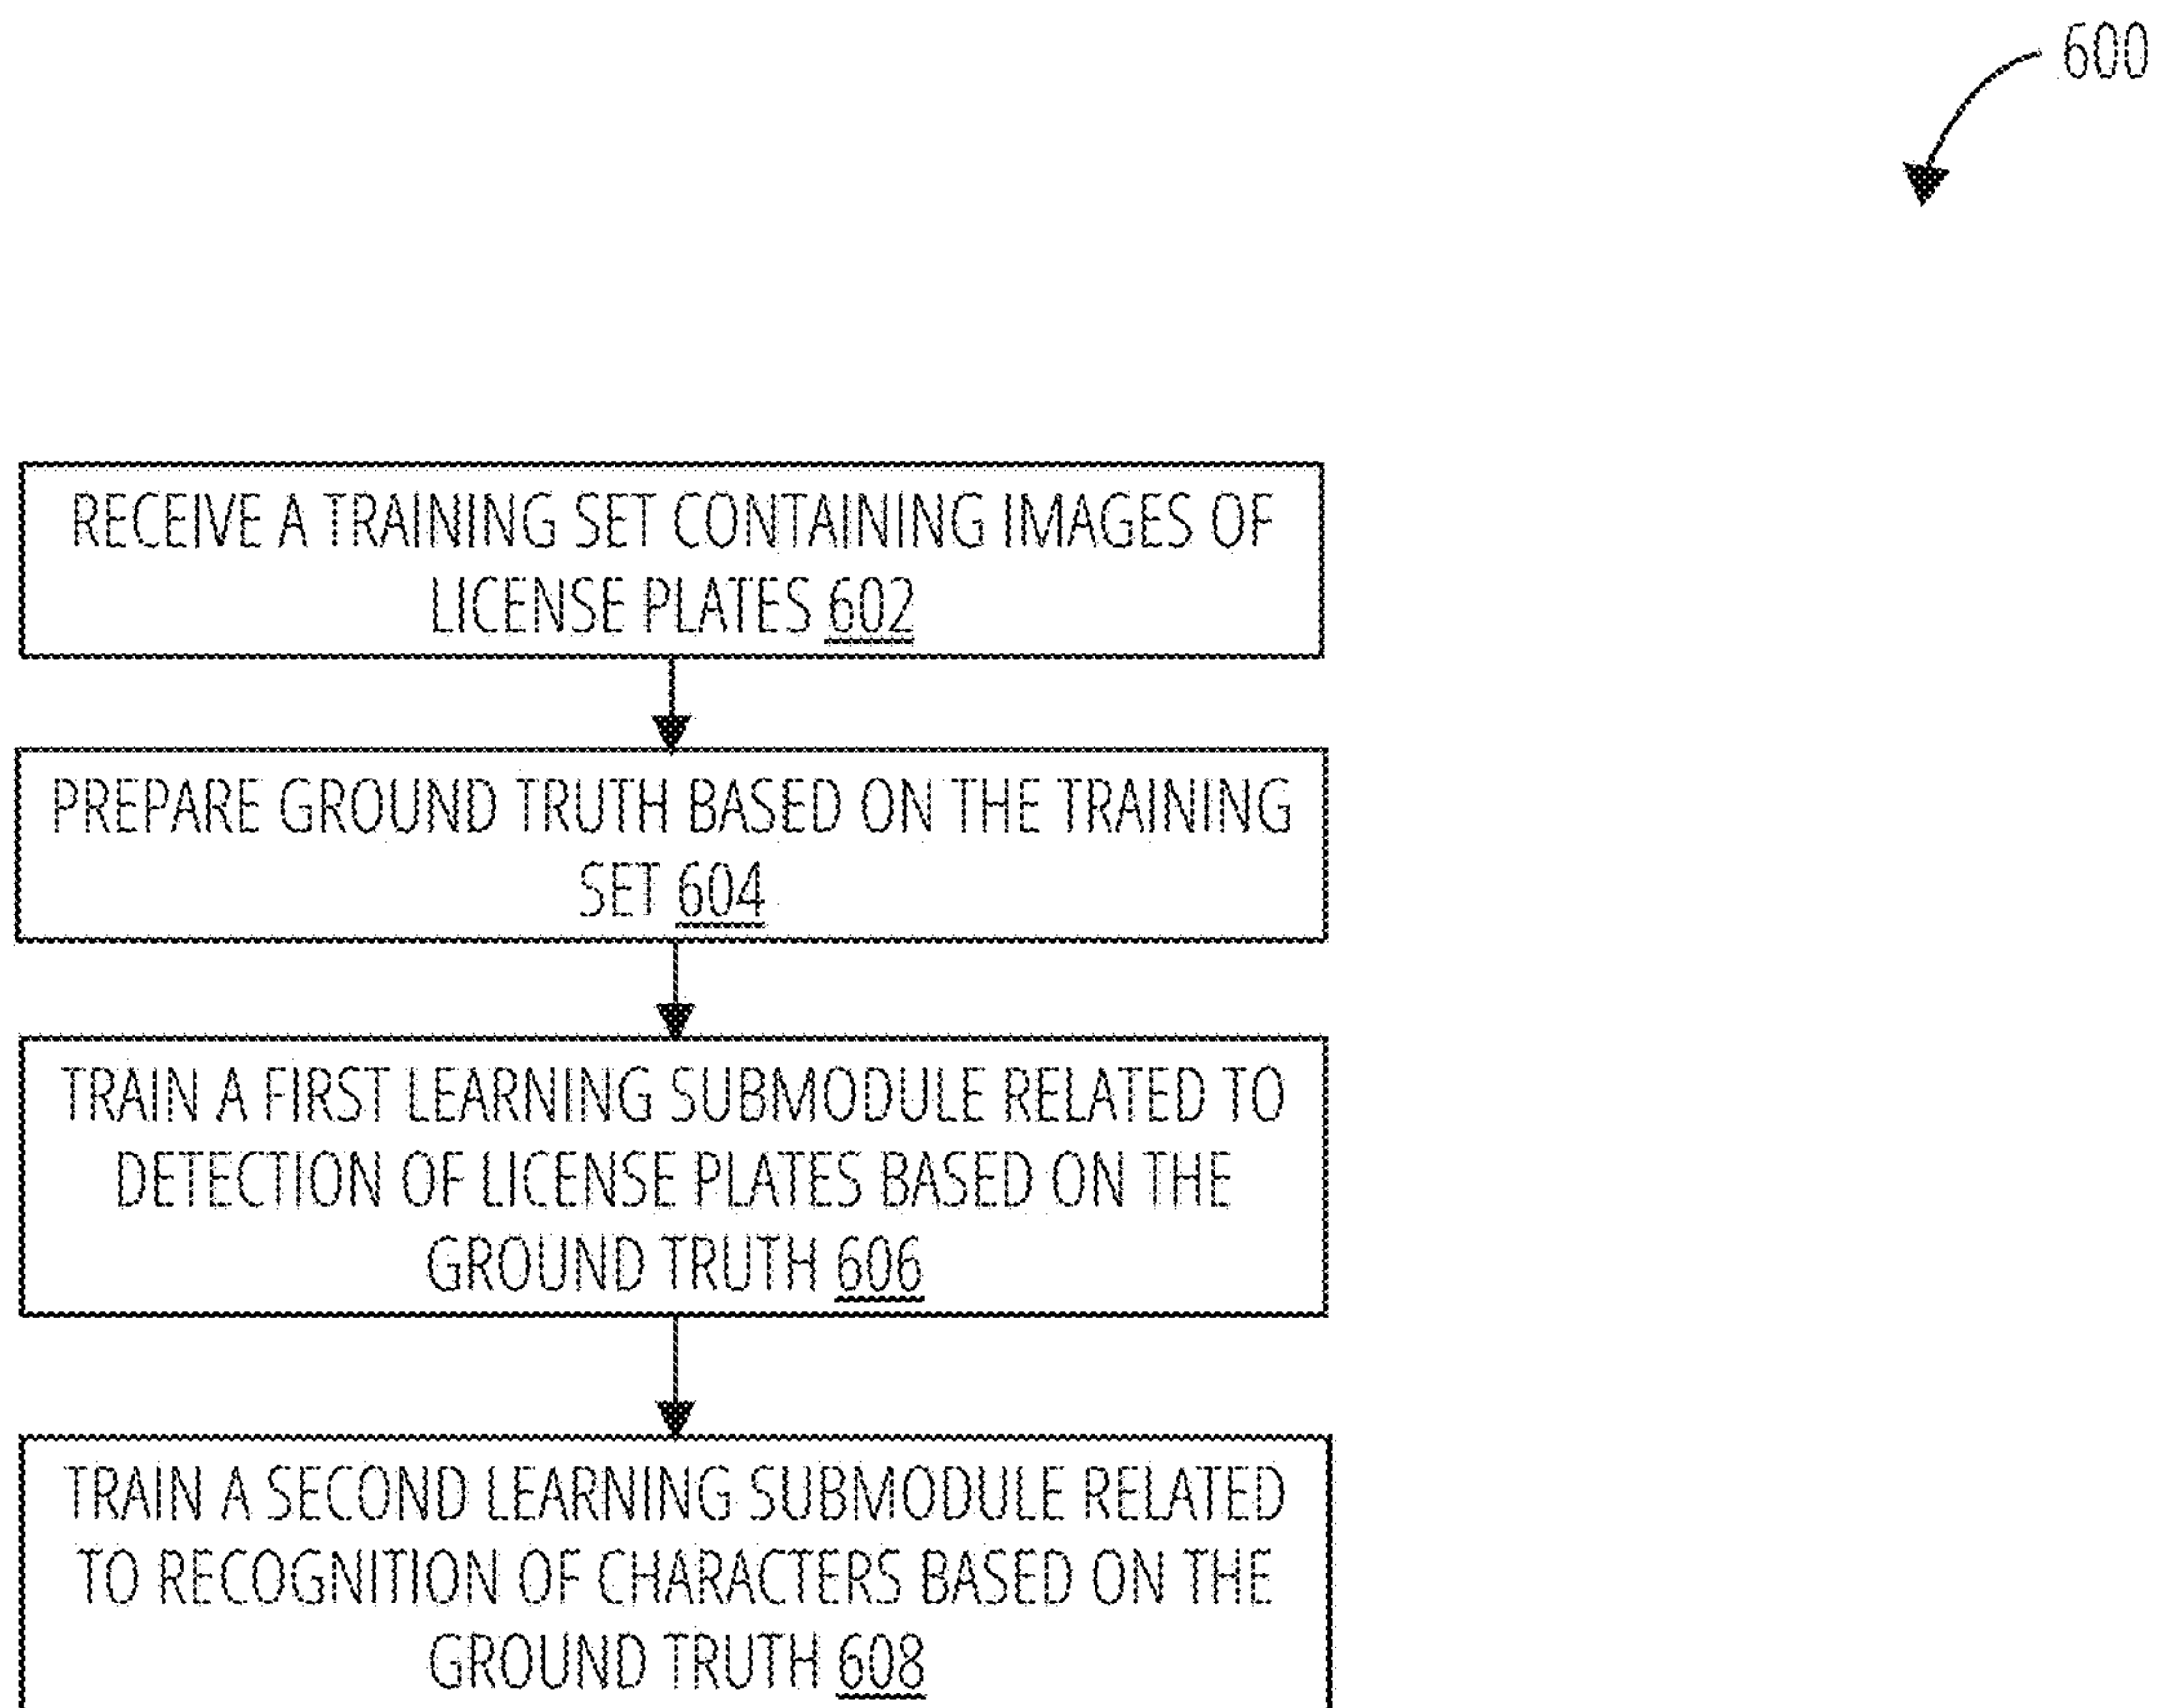 600
RECEIVE A TRAINING SET CONTAINING IMAGES OF
LICENSE PLATES 602
PREPARE GROUND TRUTH BASED ON THE TRAINING
SET 604
TRAIN A FIRST LEARNING SUBMODULE RELATED TO
DETECTION OF LICENSE PLATES BASED ON THE
GROUND TRUTH 606
TRAIN A SECOND LEARNING SUBMODULE RELATED
TO RECOGNITION OF CHARACTERS BASED ON THE
GROUND TRUTH 608